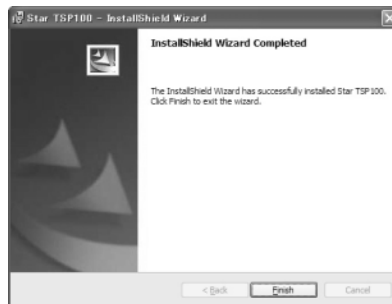 Star TSP100 - InstallShield Wizard
InstallShield Wizard Completed
The InstallShield Wizard has successfully installed Star TSP100.
Click Finish to exit the wizard.
< Back
Finish
Cancel